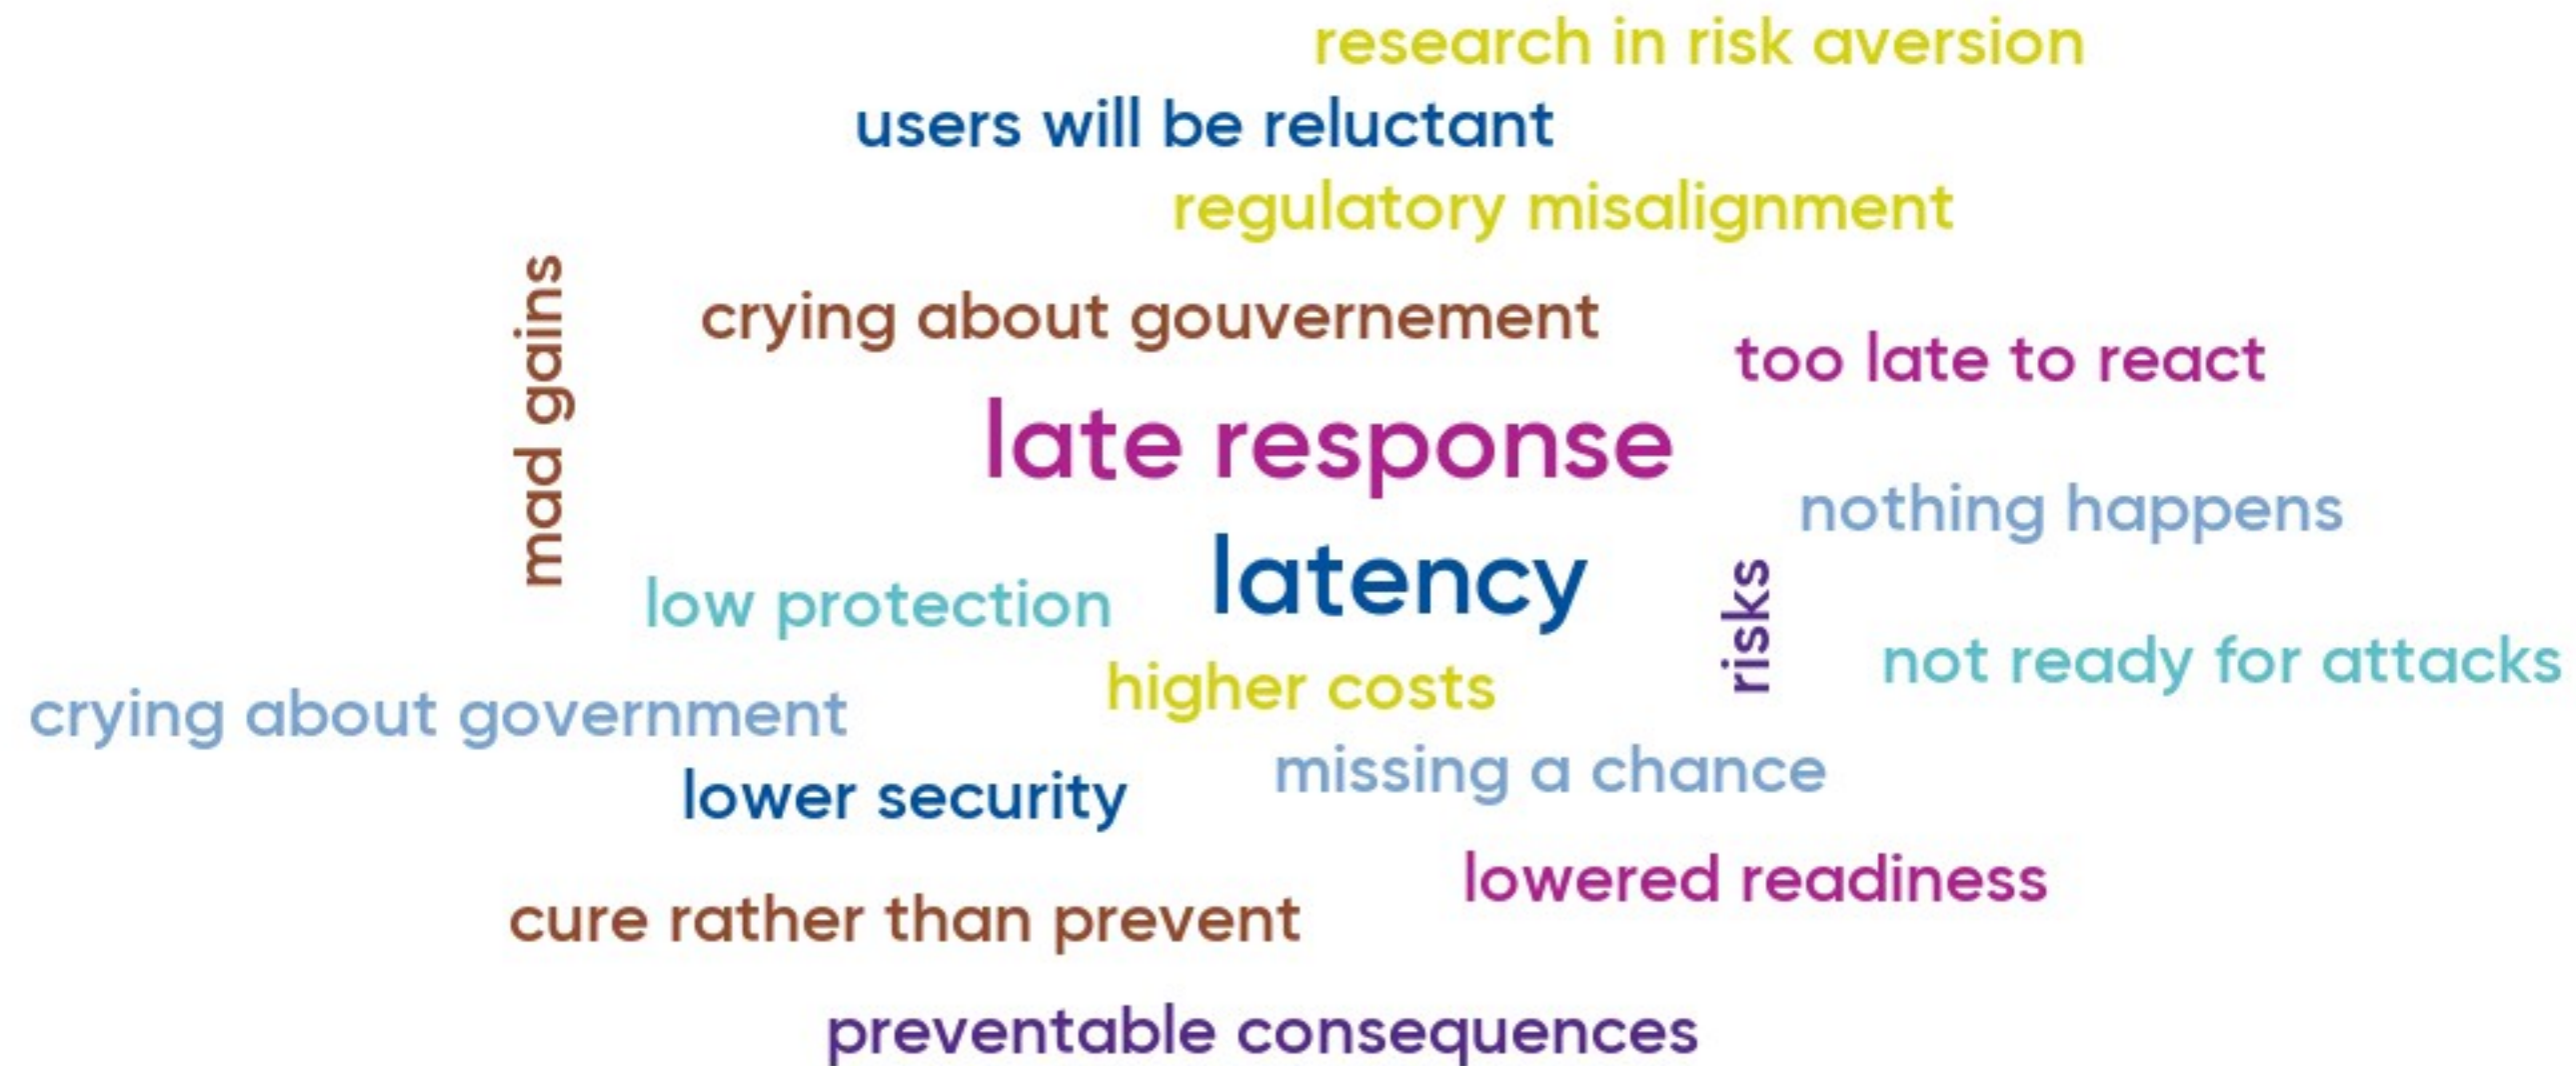 research in risk aversion
users will be reluctant
regulatory misalignment
mad gains
crying about gouvernement
too late to react
late response
nothing happens
latency
low protection
risks
not ready for attacks
higher costs
crying about government
missing a chance
lower security
lowered readiness
cure rather than prevent
preventable consequences